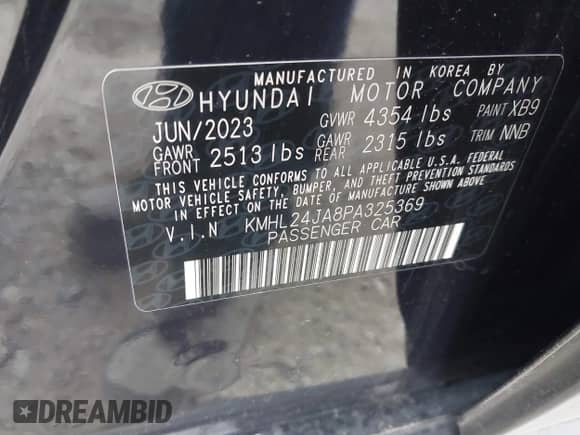 MANUFACTURED IN KOREA BY
HYUNDAI MOTOR COMPANY
JUN/2023 GVWR 4354 lbs PAINT XB9
GAWR FRONT 2513 lbs GAWR REAR 2315 lbs TRIM NNB
THIS VEHICLE CONFORMS TO ALL APPLICABLE U.S.A. FEDERAL
MOTOR VEHICLE SAFETY, BUMPER, AND THEFT PREVENTION STANDARDS
IN EFFECT ON THE DATE OF MANUFACTURE SHOWN ABOVE.
V.I.N KMHL24JA8PA325369
PASSENGER CAR
DREAMBID